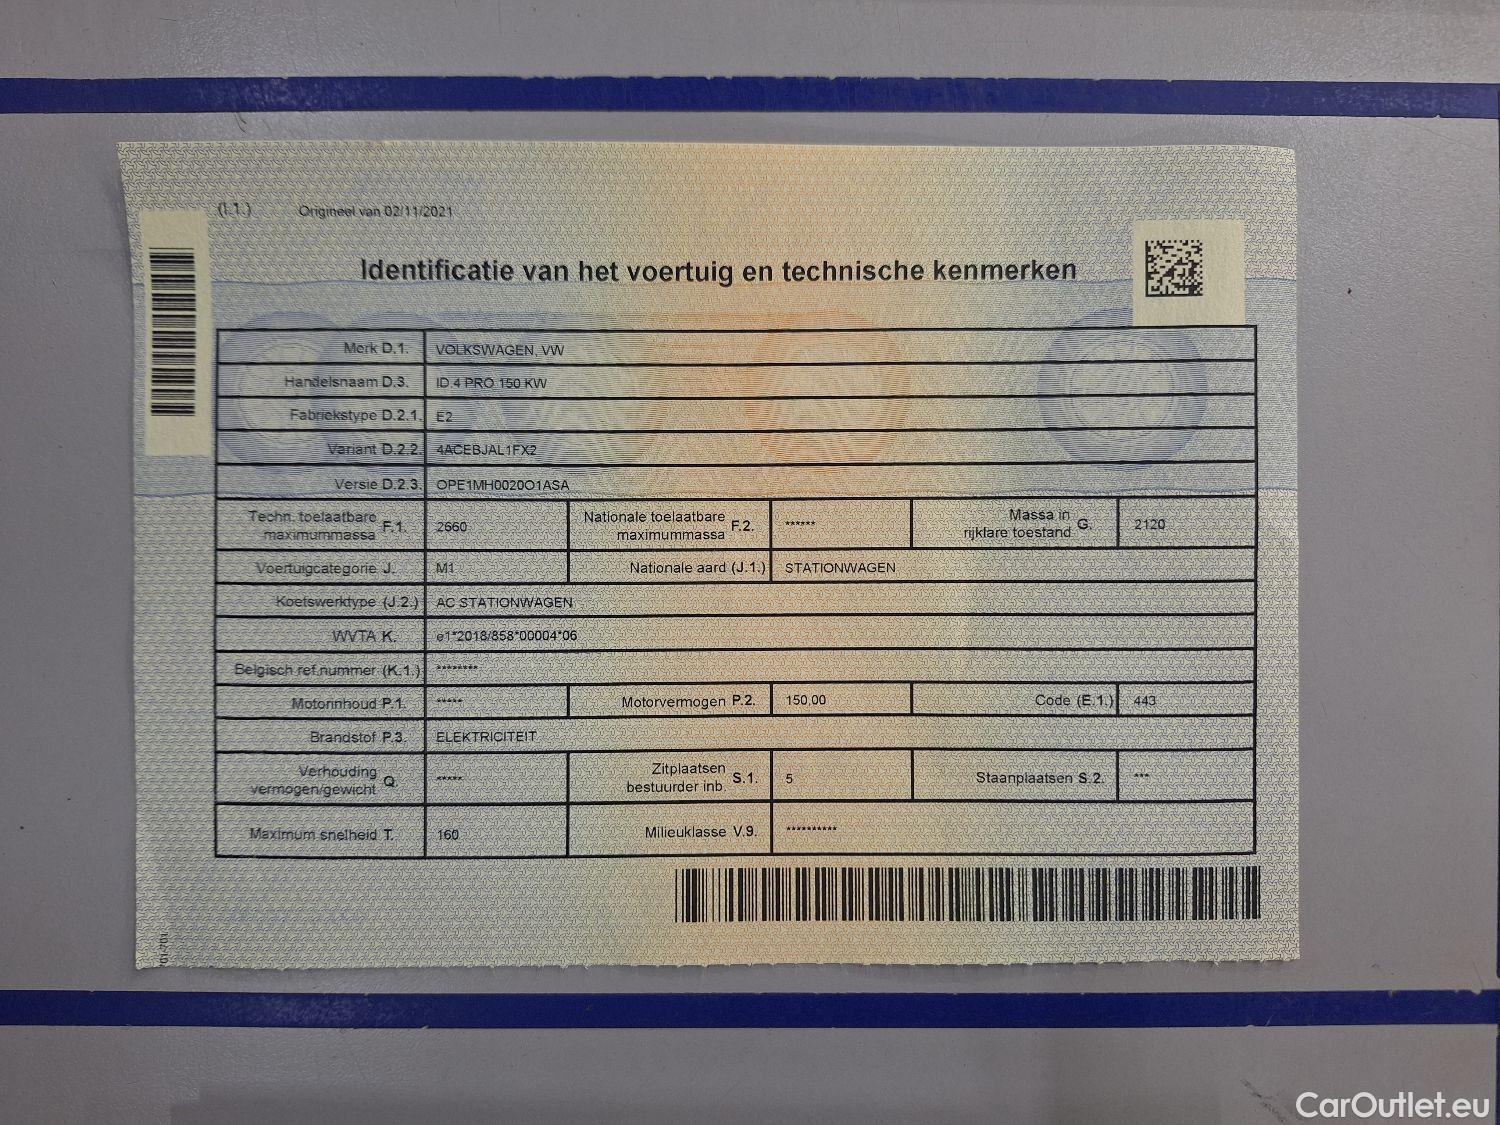 (I.1.) Origineel van 02/11/2021
Identificatie van het voertuig en technische kenmerken
Merk D.1. VOLKSWAGEN, VW
Handelsnaam D.3. ID.4 PRO 150 KW
Fabriekstype D.2.1. E2
Variant D.2.2. 4ACEBJAL1FX2
Versie D.2.3. OPE1MH0020O1ASA
Techn. toelaatbare maximummassa F.1. 2660 Nationale toelaatbare maximummassa F.2. ****** Massa in rijklare toestand G. 2120
Voertuigcategorie J. M1 Nationale aard (J.1.) STATIONWAGEN
Koetswerktype (J.2.) AC STATIONWAGEN
WVTA K. e1*2018/858*00004*06
Belgisch ref.nummer (K.1.) ********
Motorinhoud P.1. ***** Motorvermogen P.2. 150,00 Code (E.1.) 443
Brandstof P.3. ELEKTRICITEIT
Verhouding vermogen/gewicht Q. ***** Zitplaatsen bestuurder inb. S.1. 5 Staanplaatsen S.2. ***
Maximum snelheid T. 160 Milieuklasse V.9. **********
CarOutlet.eu